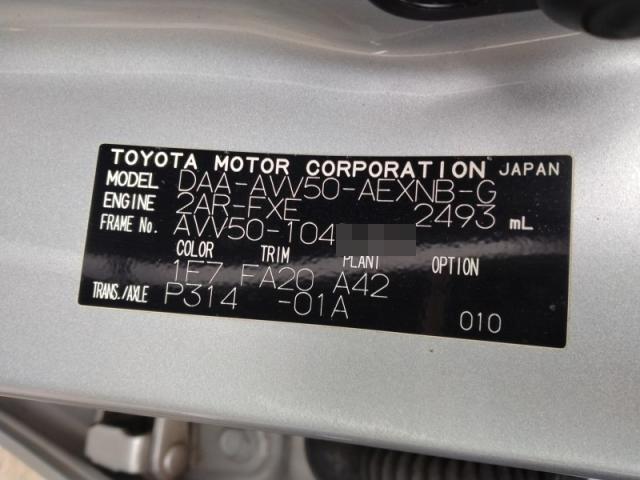 TOYOTA MOTOR CORPORATION JAPAN
MODEL DAA-AVV50-AEXNB-G
ENGINE 2AR-FXE 2493 mL
FRAME No. AVV50-104
COLOR TRIM PLANT OPTION
1F7 FA20 A42
TRANS./AXLE P314 -01A 010